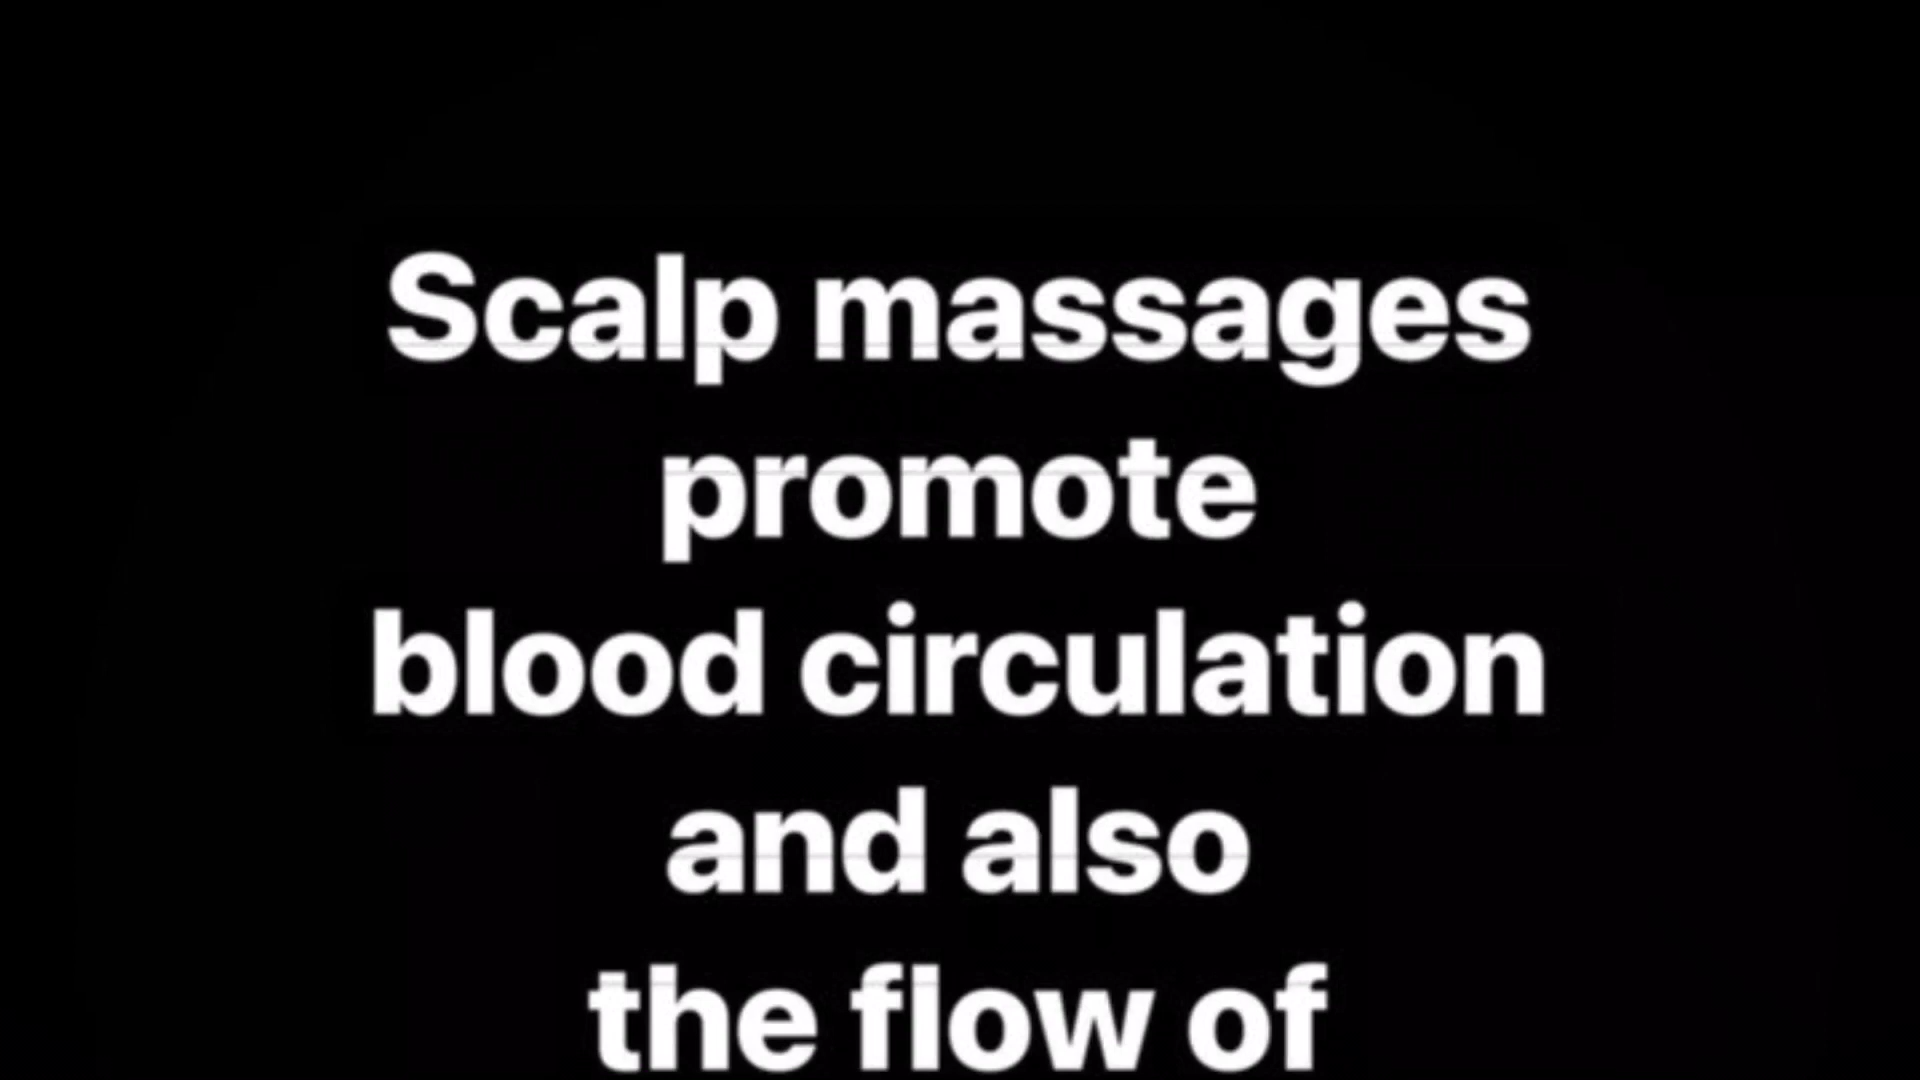 Scalp massages
promote
blood circulation
and also
the flow of